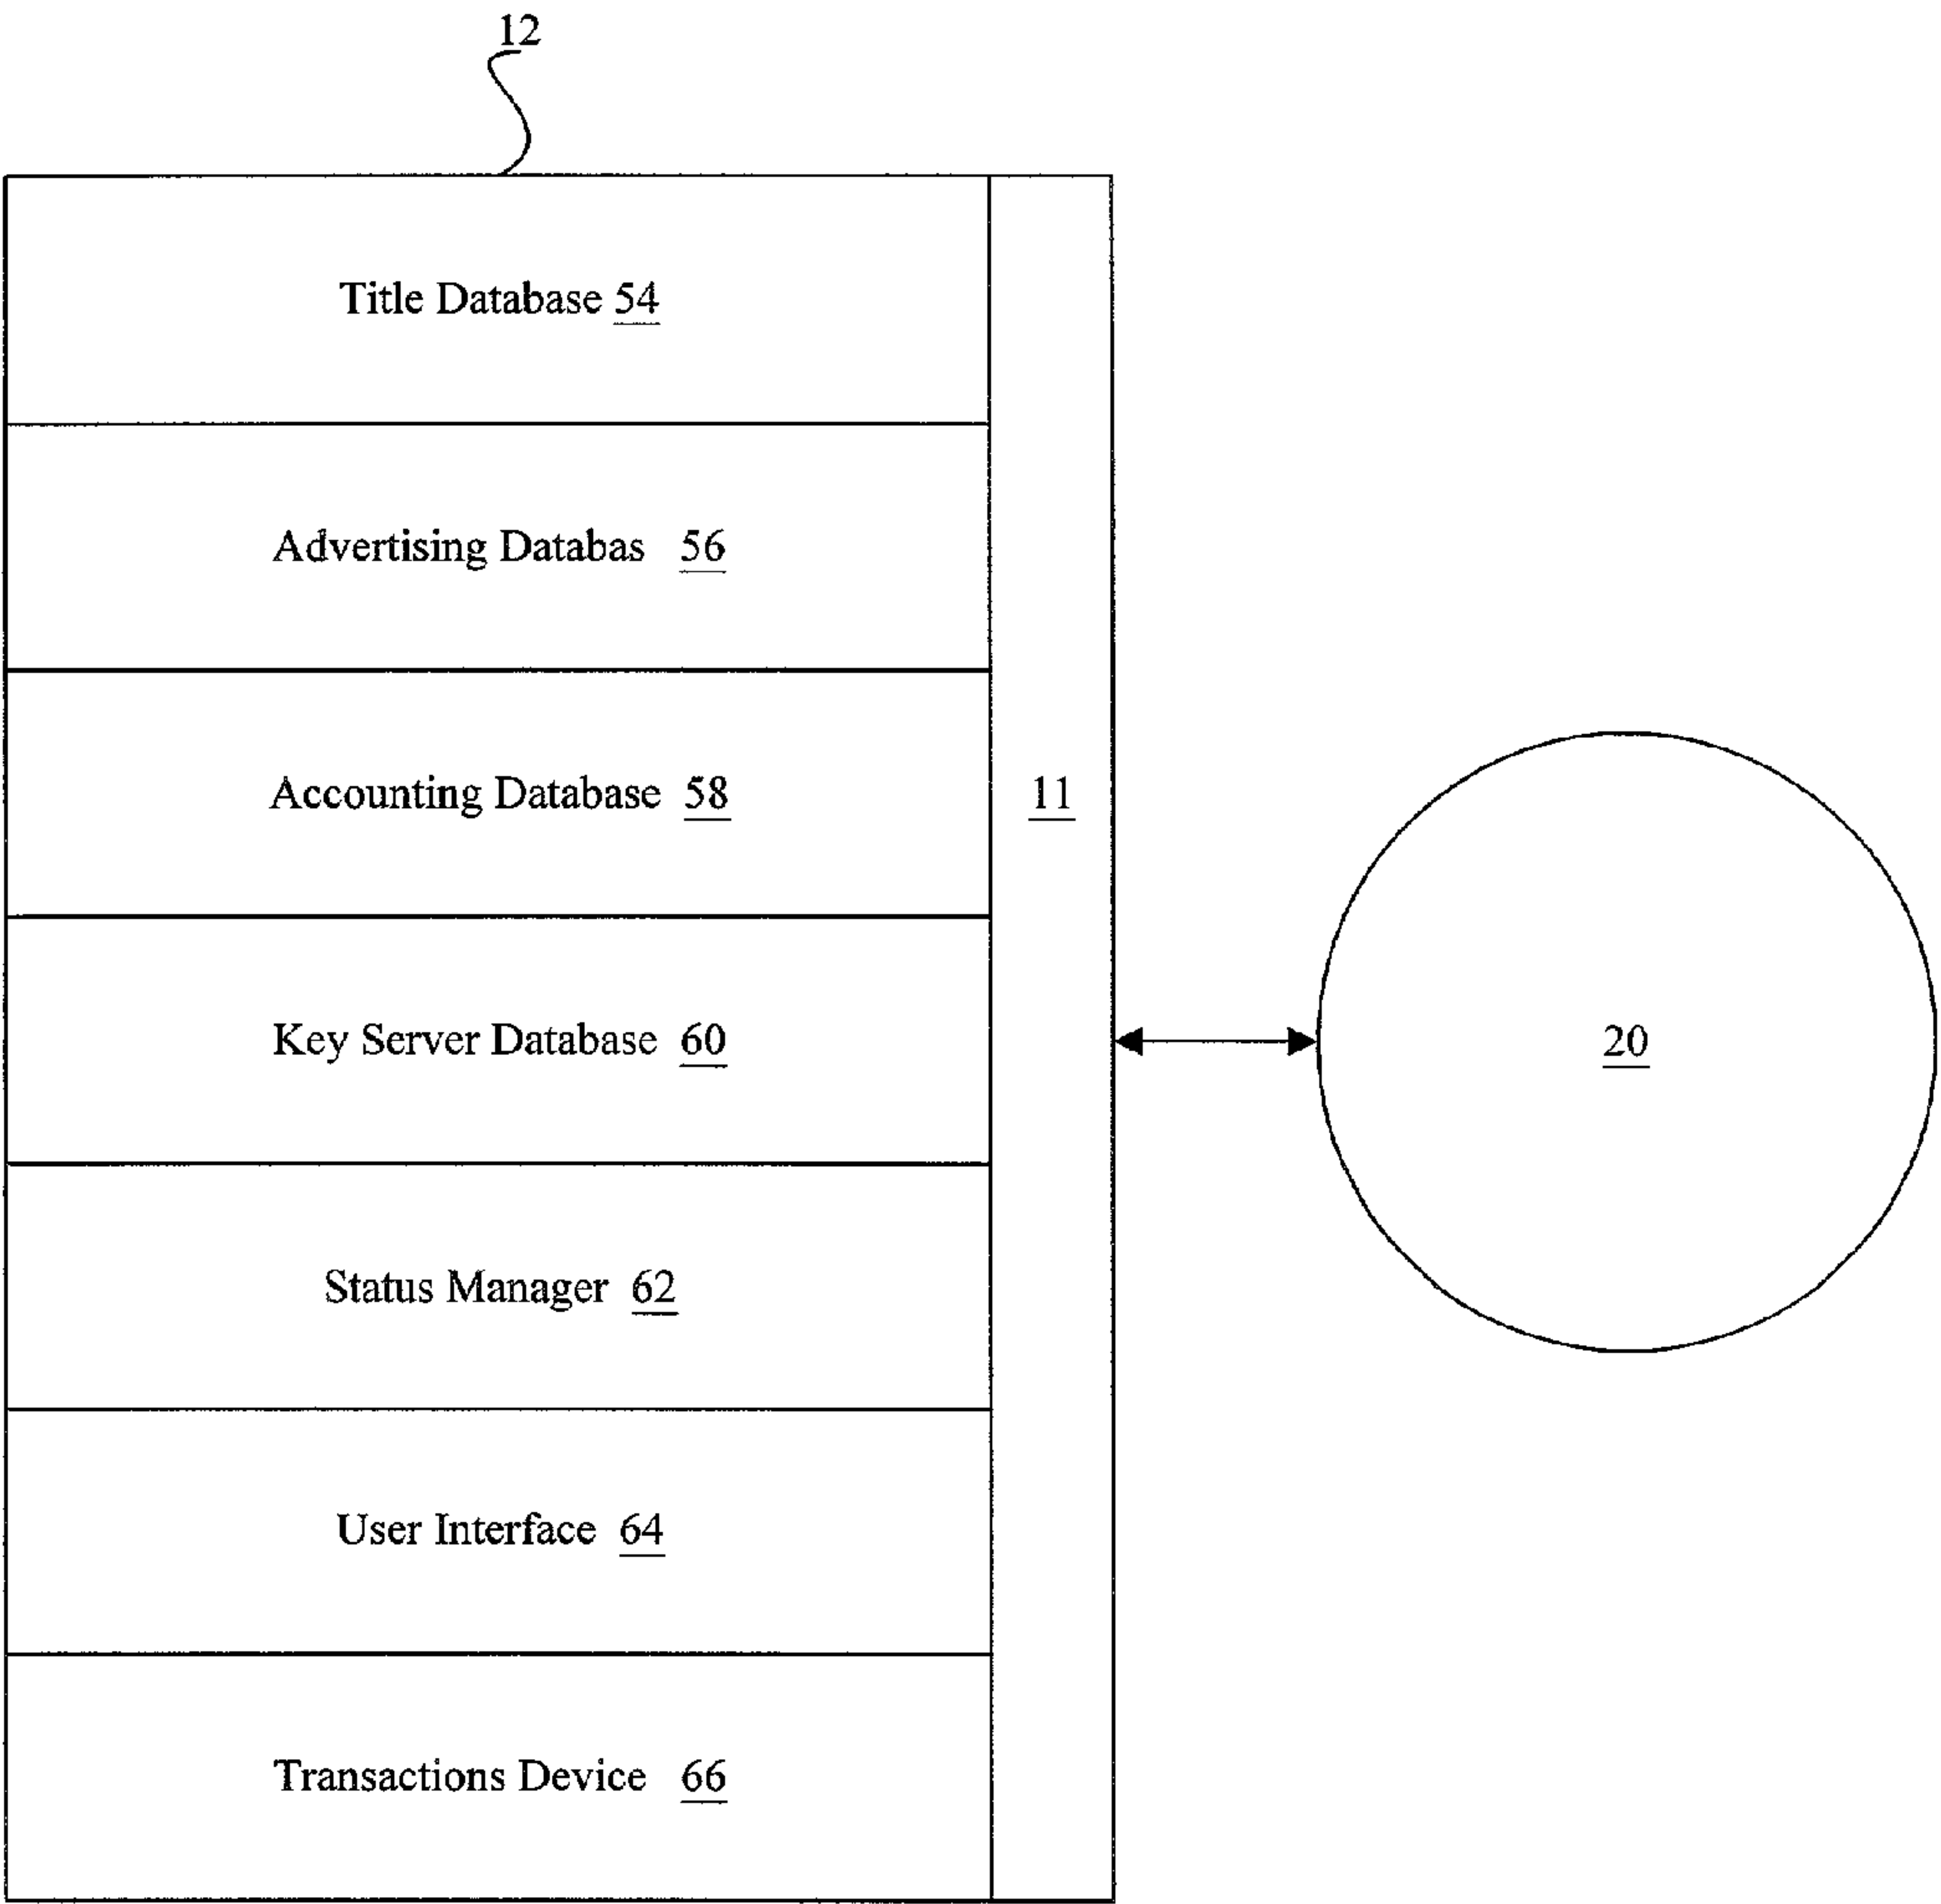 12
Title Database 54
Advertising Databas 56
Accounting Database 58
11
Key Server Database 60
20
Status Manager 62
User Interface 64
Transactions Device 66